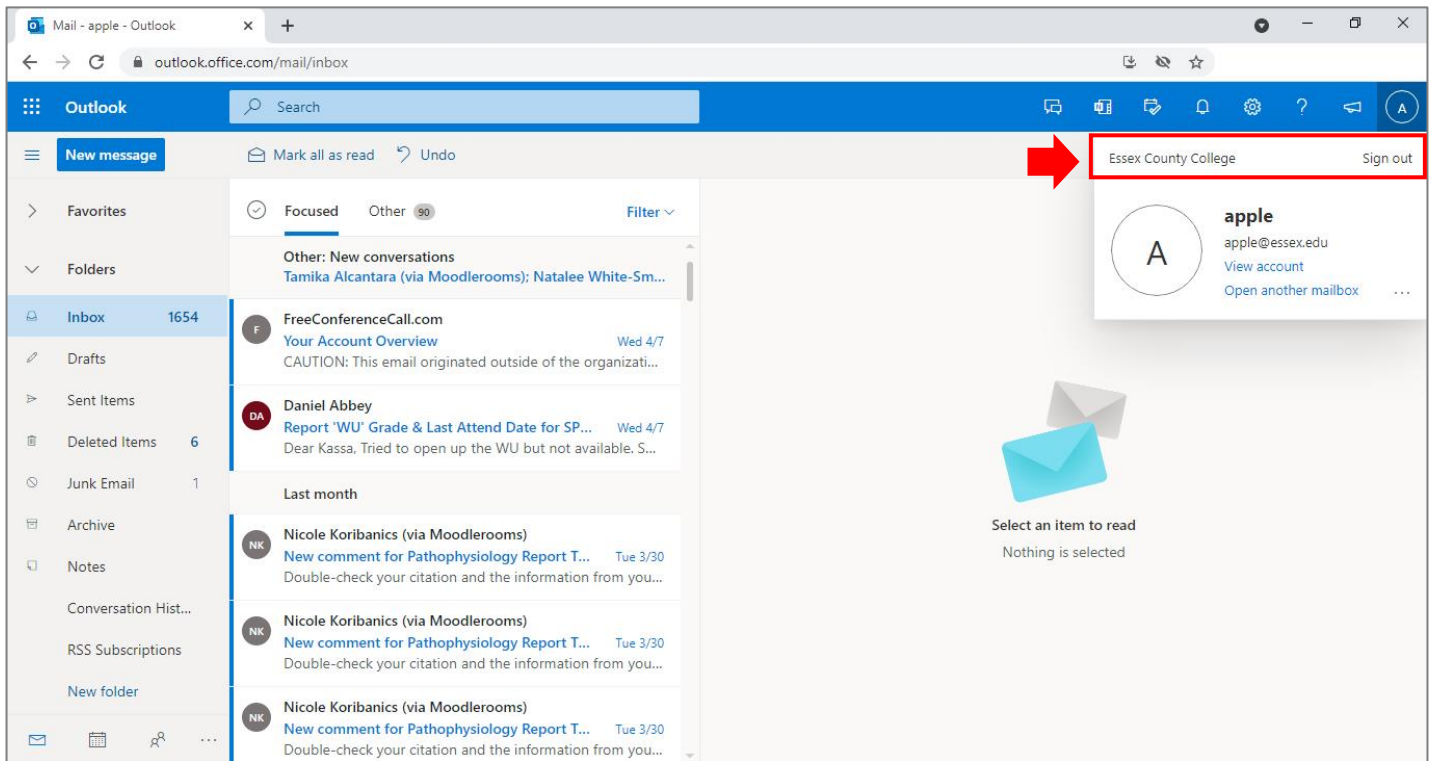 Mail - apple - Outlook
outlook.office.com/mail/inbox
Outlook
Search
A
New message
Mark all as read
Undo
Essex County College
Sign out
Favorites
Folders
Inbox 1654
Drafts
Sent Items
Deleted Items 6
Junk Email 1
Archive
Notes
Conversation Hist...
RSS Subscriptions
New folder
Focused
Other 90
Filter
Other: New conversations
Tamika Alcantara (via Moodlerooms); Natalee White-Sm...
F
FreeConferenceCall.com
Your Account Overview Wed 4/7
CAUTION: This email originated outside of the organizati...
DA
Daniel Abbey
Report 'WU' Grade & Last Attend Date for SP... Wed 4/7
Dear Kassa, Tried to open up the WU but not available. S...
Last month
NK
Nicole Koribanics (via Moodlerooms)
New comment for Pathophysiology Report T... Tue 3/30
Double-check your citation and the information from you...
NK
Nicole Koribanics (via Moodlerooms)
New comment for Pathophysiology Report T... Tue 3/30
Double-check your citation and the information from you...
NK
Nicole Koribanics (via Moodlerooms)
New comment for Pathophysiology Report T... Tue 3/30
Double-check your citation and the information from you...
A
apple
apple@essex.edu
View account
Open another mailbox ...
Select an item to read
Nothing is selected